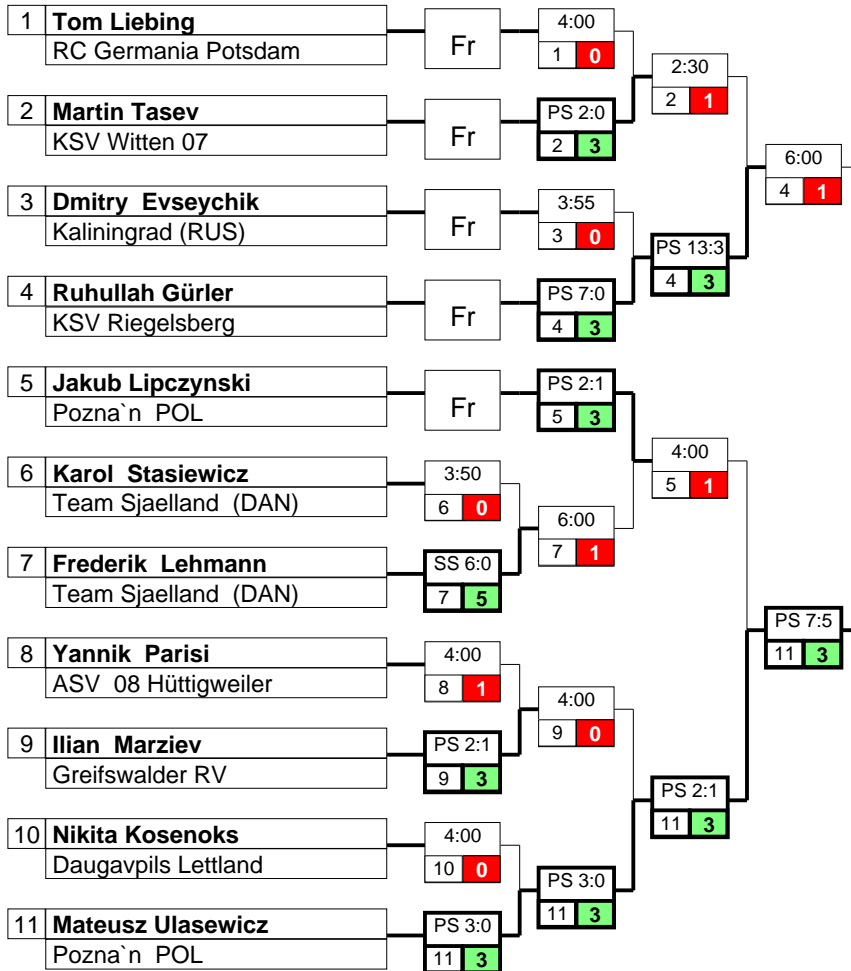 1 Tom Liebing
RC Germania Potsdam
Fr
4:00
1 0
2:30
2 1
2 Martin Tasev
KSV Witten 07
Fr
PS 2:0
2 3
6:00
4 1
3 Dmitry Evseychik
Kaliningrad (RUS)
Fr
3:55
3 0
PS 13:3
4 3
4 Ruhullah Gürler
KSV Riegelsberg
Fr
PS 7:0
4 3
5 Jakub Lipczynski
Pozna`n POL
Fr
PS 2:1
5 3
4:00
5 1
6 Karol Stasiewicz
Team Sjaelland (DAN)
3:50
6 0
6:00
7 1
7 Frederik Lehmann
Team Sjaelland (DAN)
SS 6:0
7 5
PS 7:5
11 3
8 Yannik Parisi
ASV 08 Hüttigweiler
4:00
8 1
4:00
9 0
9 Ilian Marziev
Greifswalder RV
PS 2:1
9 3
PS 2:1
11 3
10 Nikita Kosenoks
Daugavpils Lettland
4:00
10 0
PS 3:0
11 3
11 Mateusz Ulasewicz
Pozna`n POL
PS 3:0
11 3